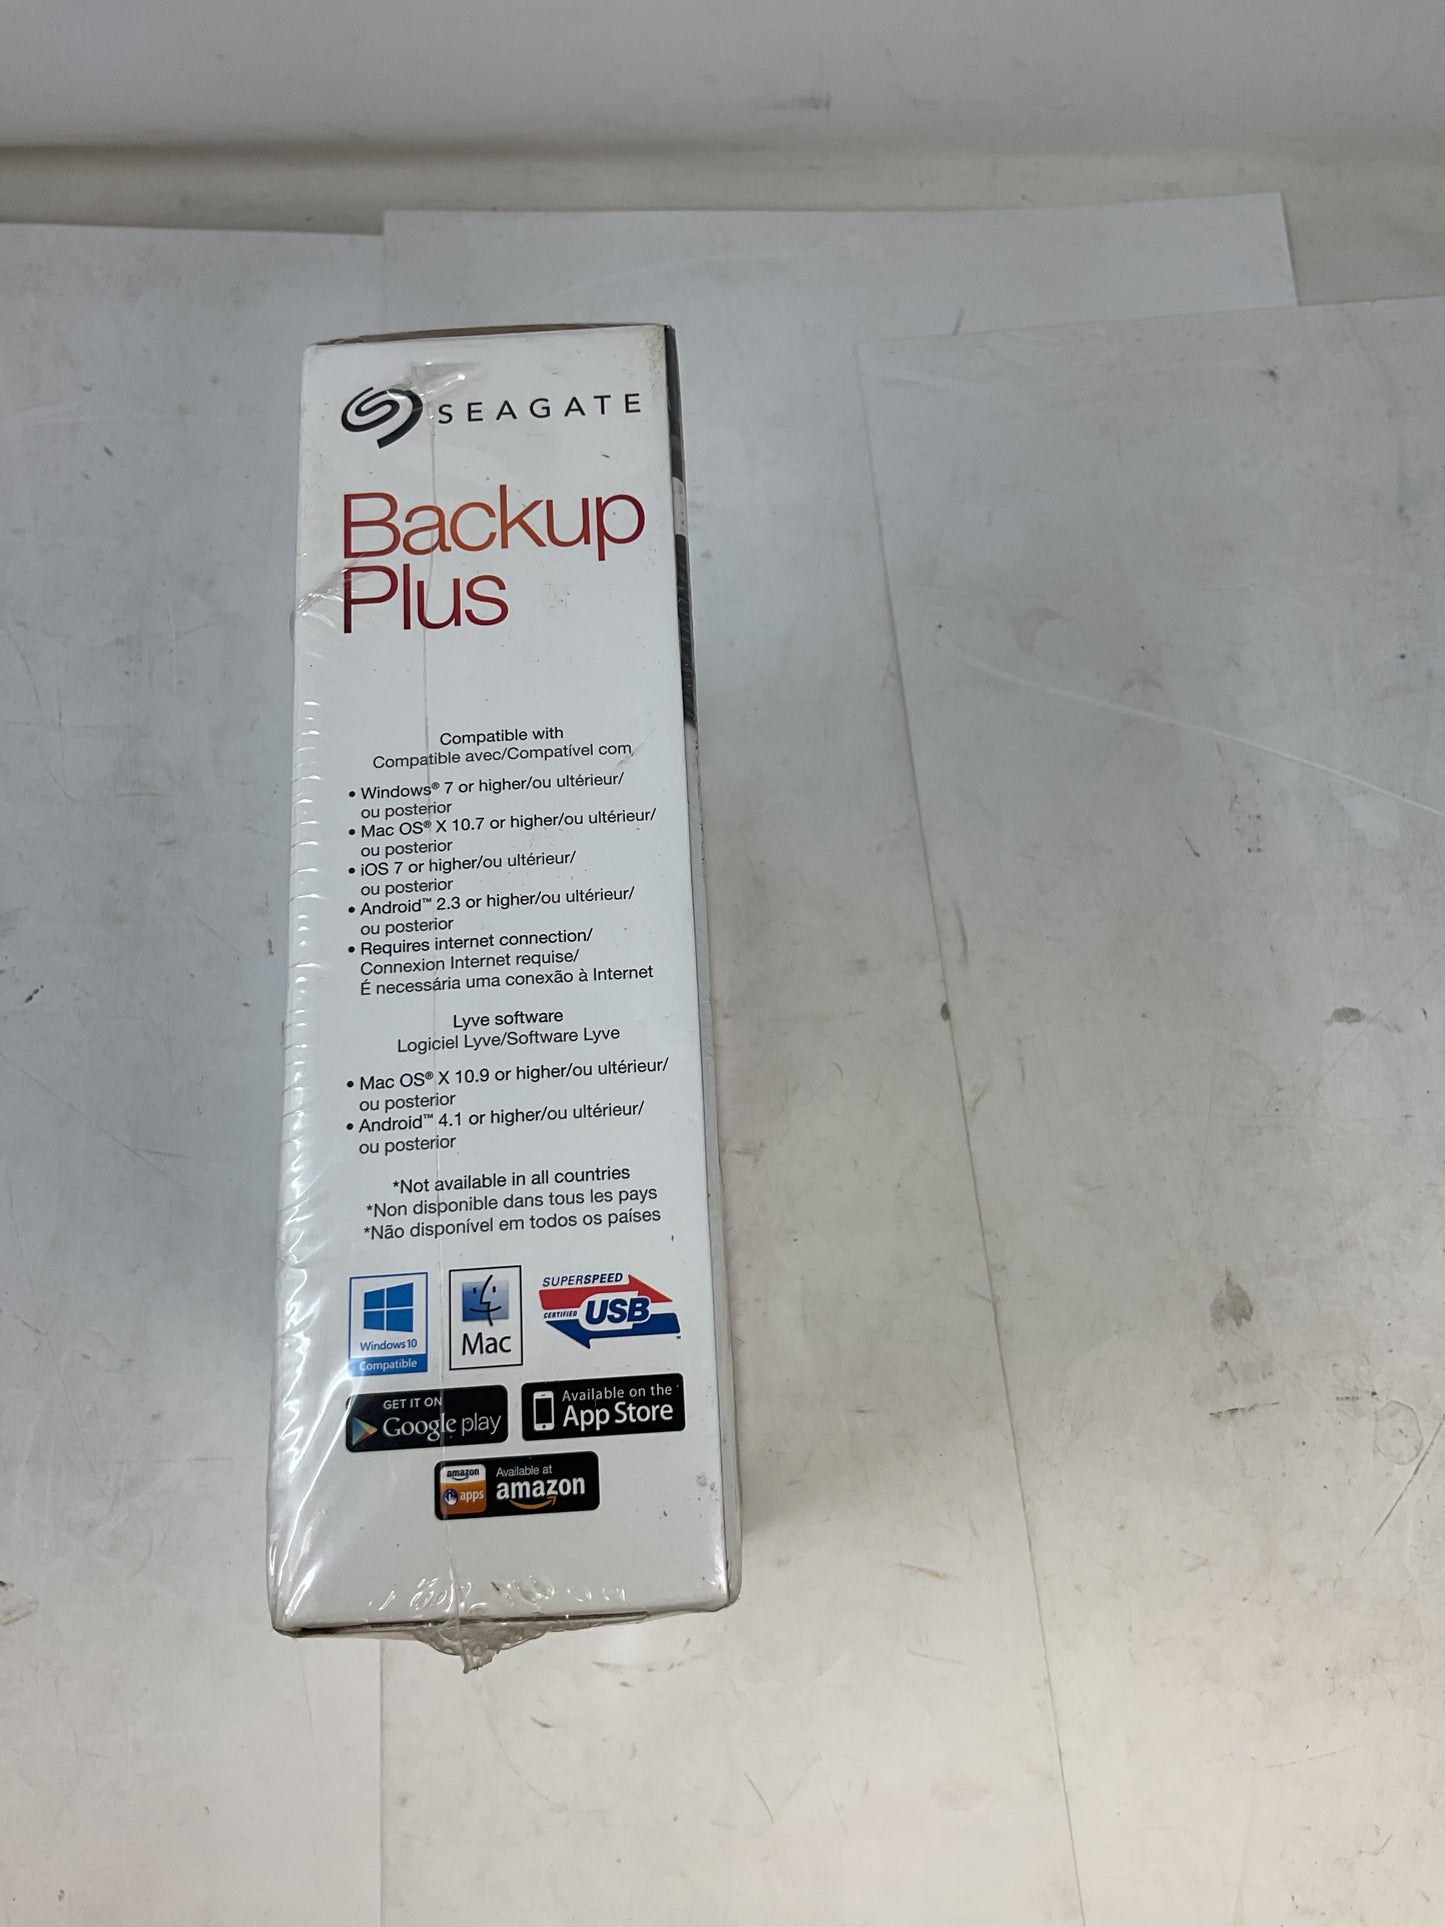 SEAGATE
Backup
Plus
Compatible with
Compatible avec/Compatível com
• Windows® 7 or higher/ou ultérieur/
ou posterior
• Mac OS® X 10.7 or higher/ou ultérieur/
ou posterior
• iOS 7 or higher/ou ultérieur/
ou posterior
• Android™ 2.3 or higher/ou ultérieur/
ou posterior
• Requires internet connection/
Connexion Internet requise/
É necessária uma conexão à Internet
Lyve software
Logiciel Lyve/Software Lyve
• Mac OS® X 10.9 or higher/ou ultérieur/
ou posterior
• Android™ 4.1 or higher/ou ultérieur/
ou posterior
*Not available in all countries
*Non disponible dans tous les pays
*Não disponível em todos os países
Windows 10
Compatible
Mac
SUPERSPEED
CERTIFIED USB™
GET IT ON
Google play
Available on the
App Store
amazon
apps
Available at
amazon